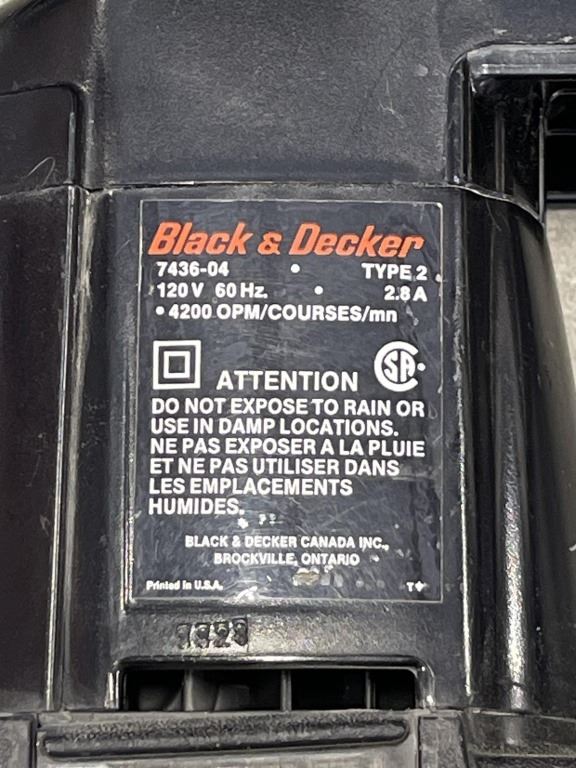 Black & Decker
7436-04 • TYPE 2
120 V 60 Hz. • 2.8 A
• 4200 OPM/COURSES/mn
SA
ATTENTION
DO NOT EXPOSE TO RAIN OR
USE IN DAMP LOCATIONS.
NE PAS EXPOSER A LA PLUIE
ET NE PAS UTILISER DANS
LES EMPLACEMENTS
HUMIDES.
BLACK & DECKER CANADA INC.,
BROCKVILLE, ONTARIO
Printed in U.S.A.